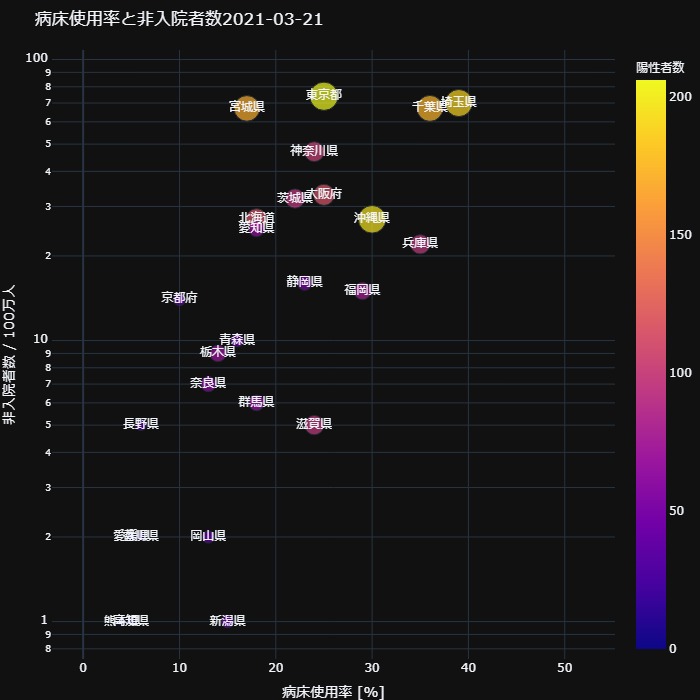 病床使用率と非入院者数2021-03-21
陽性者数
100
9
8
7
6
5
4
3
2
10
9
8
7
6
5
4
3
2
1
9
8
非入院者数 / 100万人
東京都
宮城県
千葉県
埼玉県
神奈川県
茨城県
大阪府
北海道
愛知県
沖縄県
兵庫県
静岡県
福岡県
京都府
青森県
栃木県
奈良県
群馬県
長野県
滋賀県
岡山県
新潟県
0
10
20
30
40
50
病床使用率 [%]
200
150
100
50
0